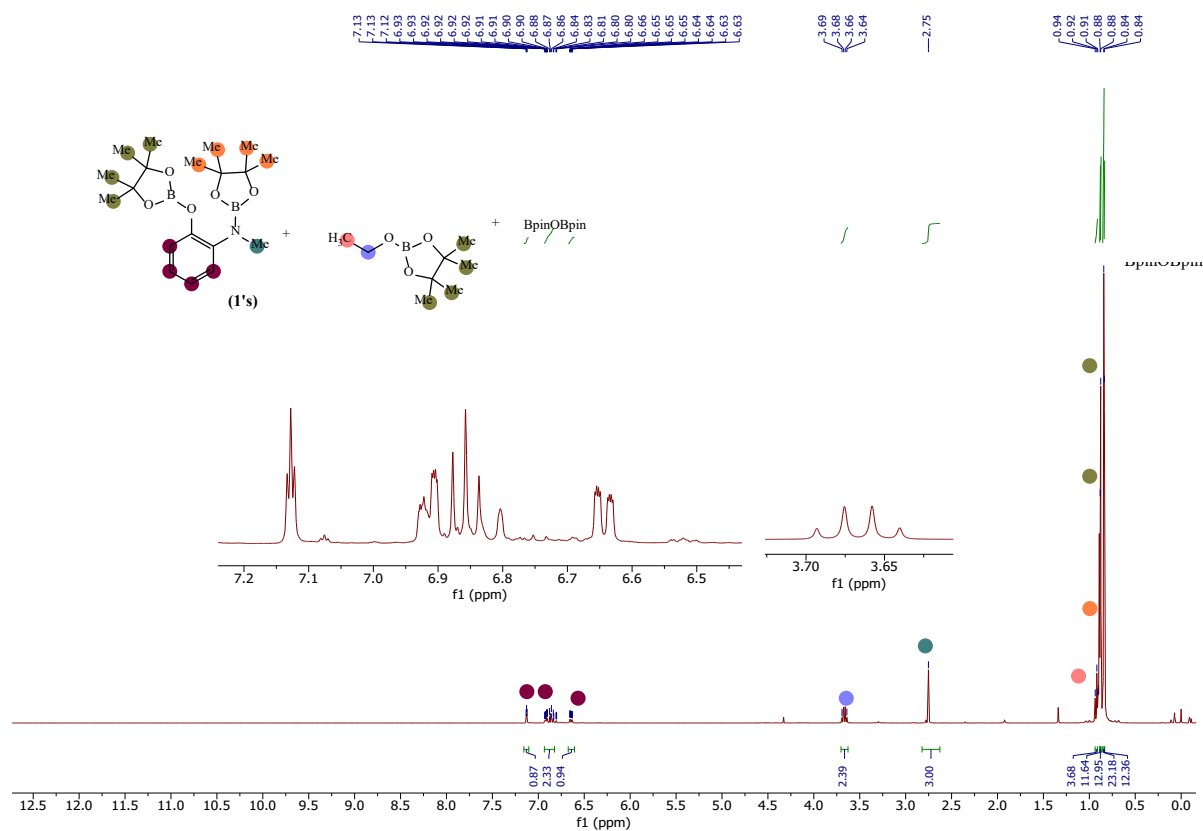 7.13 7.13 7.12 6.93 6.93 6.92 6.92 6.92 6.92 6.91 6.91 6.90 6.90 6.88 6.87 6.86 6.84 6.83 6.81 6.80 6.80 6.66 6.65 6.65 6.65 6.64 6.64 6.63 6.63
3.69 3.68 3.66 3.64
2.75
0.94 0.92 0.91 0.88 0.88 0.84 0.84
Me Me Me Me
Me Me Me Me
O B O O
O B O
N Me
(1's)
+
H₃C O B O O Me Me Me Me
+
BpinOBpin
BpinOBpin
7.2 7.1 7.0 6.9 6.8 6.7 6.6 6.5
f1 (ppm)
3.70 3.65
f1 (ppm)
0.87 2.33 0.94 2.39 3.00 3.68 11.64 12.95 23.18 12.36
12.5 12.0 11.5 11.0 10.5 10.0 9.5 9.0 8.5 8.0 7.5 7.0 6.5 6.0 5.5 5.0 4.5 4.0 3.5 3.0 2.5 2.0 1.5 1.0 0.5 0.0
f1 (ppm)